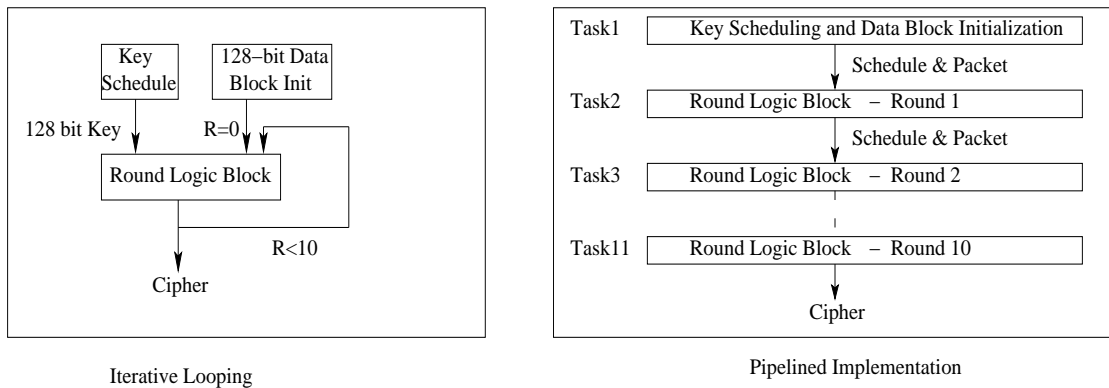 Key
Schedule
128−bit Data
Block Init
128 bit Key
R=0
Round Logic Block
R<10
Cipher
Iterative Looping
Task1
Key Scheduling and Data Block Initialization
Schedule & Packet
Task2
Round Logic Block – Round 1
Schedule & Packet
Task3
Round Logic Block – Round 2
Task11
Round Logic Block – Round 10
Cipher
Pipelined Implementation